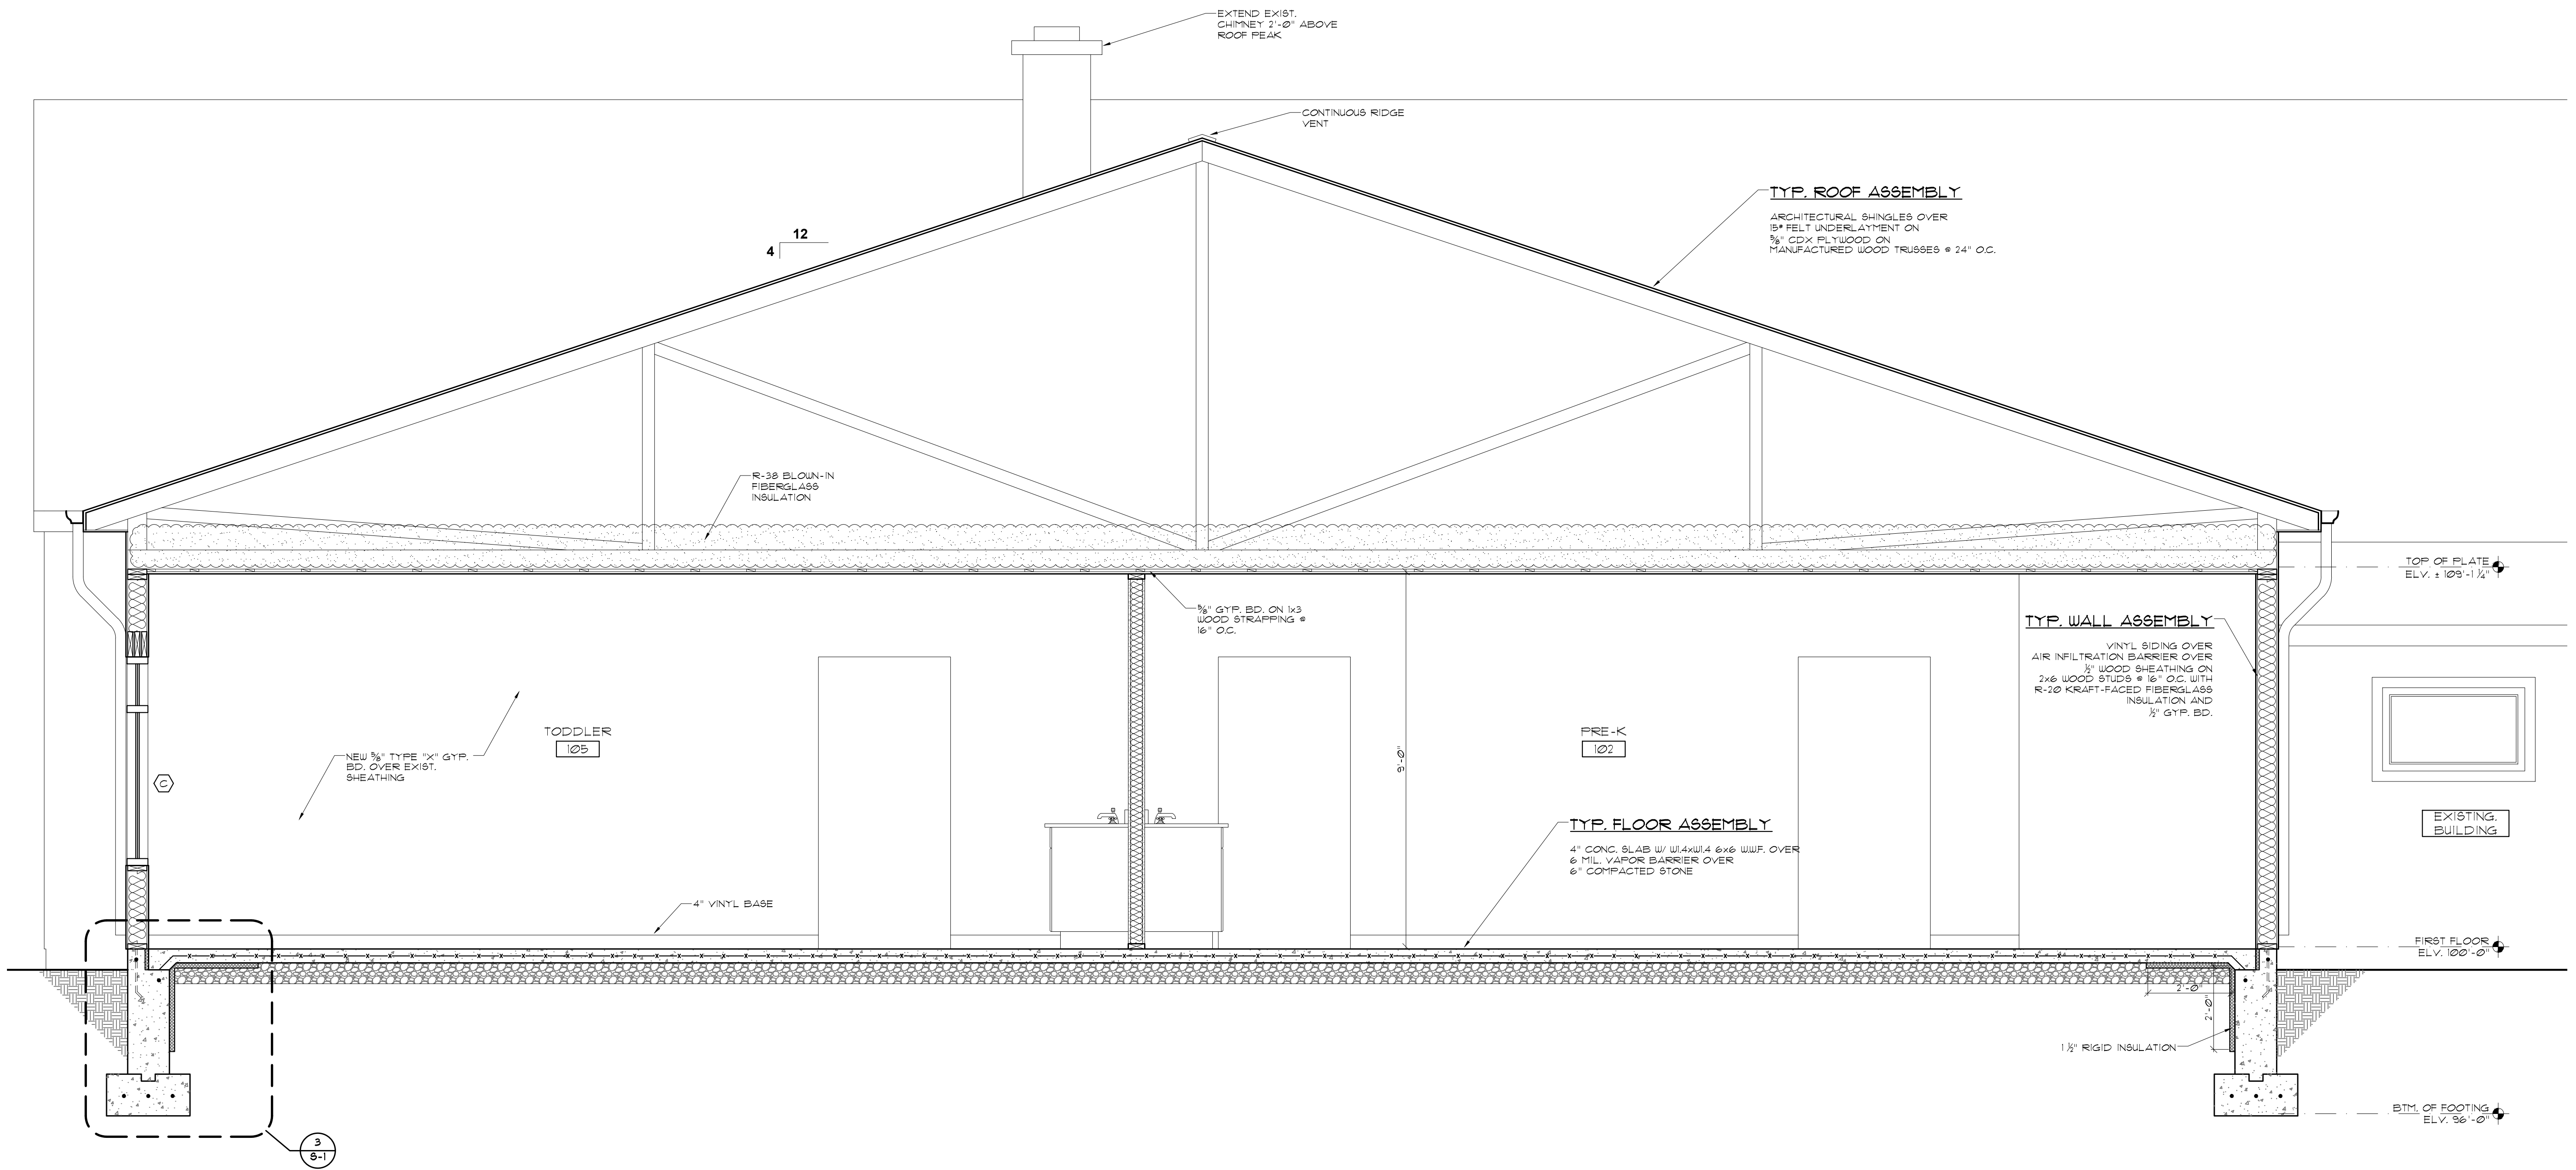 EXTEND EXIST.
CHIMNEY 2'-0" ABOVE
ROOF PEAK
CONTINUOUS RIDGE
VENT
TYP. ROOF ASSEMBLY
ARCHITECTURAL SHINGLES OVER
15# FELT UNDERLAYMENT ON
5/8" CDX PLYWOOD ON
MANUFACTURED WOOD TRUSSES @ 24" O.C.
12
4
R-38 BLOWN-IN
FIBERGLASS
INSULATION
TOP OF PLATE
ELV. ± 109'-1 1/4"
5/8" GYP. BD. ON 1x3
WOOD STRAPPING @
16" O.C.
TYP. WALL ASSEMBLY
VINYL SIDING OVER
AIR INFILTRATION BARRIER OVER
1/2" WOOD SHEATHING ON
2x6 WOOD STUDS @ 16" O.C. WITH
R-20 KRAFT-FACED FIBERGLASS
INSULATION AND
1/2" GYP. BD.
TODDLER
105
PRE-K
102
9'-0"
NEW 5/8" TYPE "X" GYP.
BD. OVER EXIST.
SHEATHING
C
EXISTING.
BUILDING
TYP. FLOOR ASSEMBLY
4" CONC. SLAB W/ W1.4xW1.4 6x6 W.W.F. OVER
6 MIL. VAPOR BARRIER OVER
6" COMPACTED STONE
4" VINYL BASE
FIRST FLOOR
ELV. 100'-0"
2'-0"
2'-0"
1 1/2" RIGID INSULATION
BTM. OF FOOTING
ELV. 96'-0"
3
S-1